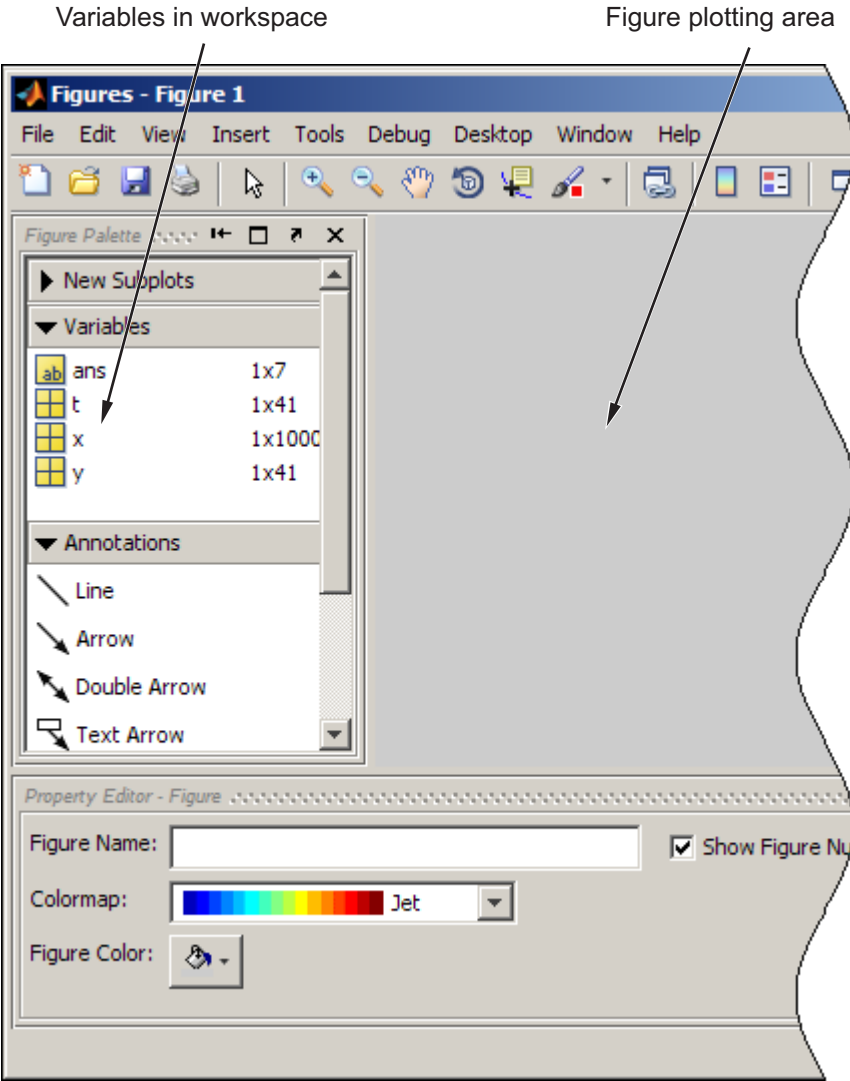 Variables in workspace
Figure plotting area
Figures - Figure 1
File Edit View Insert Tools Debug Desktop Window Help
Figure Palette
New Subplots
Variables
ab ans 1x7
t 1x41
x 1x1000
y 1x41
Annotations
Line
Arrow
Double Arrow
Text Arrow
Property Editor - Figure
Figure Name:
Show Figure Nu
Colormap:
Jet
Figure Color: